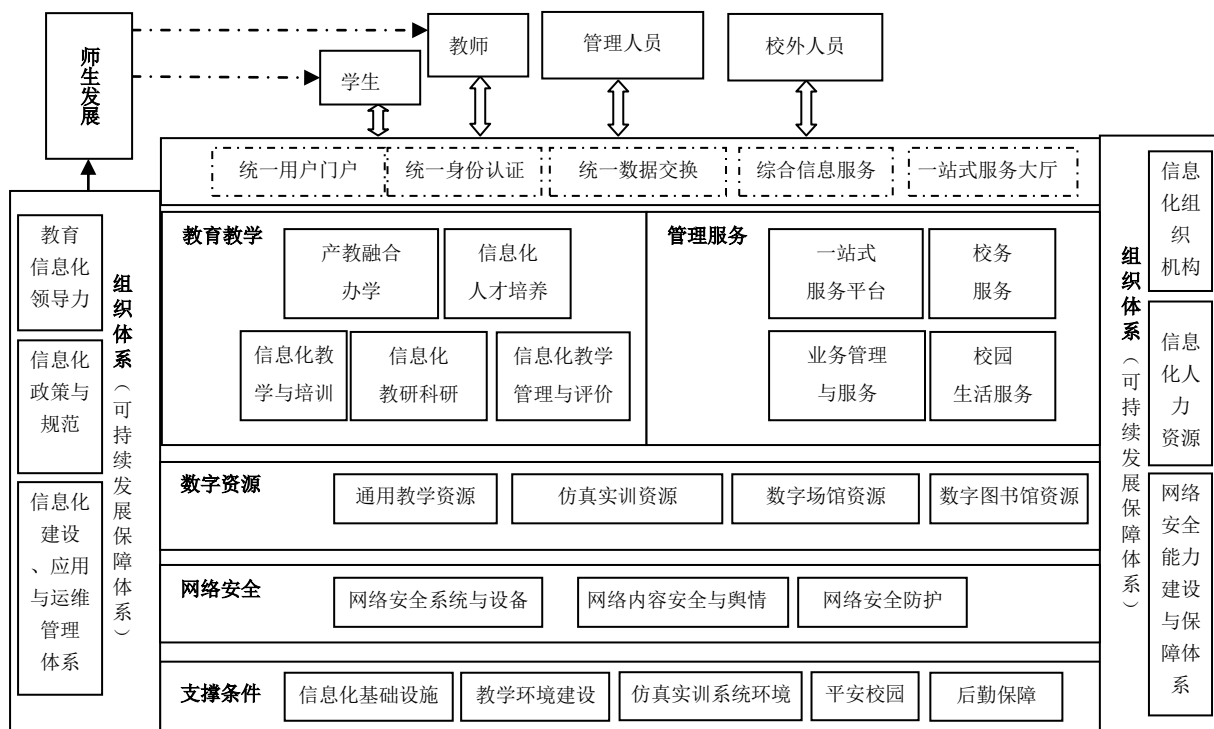 师生发展
教师
管理人员
校外人员
学生
统一用户门户
统一身份认证
统一数据交换
综合信息服务
一站式服务大厅
教育
信息化
领导力
信息化
政策与
规范
信息化
建设
、应用
与运维
管理
体系
组织体系（可持续发展保障体系）
教育教学
产教融合
办学
信息化
人才培养
信息化教
学与培训
信息化
教研科研
信息化教学
管理与评价
管理服务
一站式
服务平台
校务
服务
业务管理
与服务
校园
生活服务
数字资源
通用教学资源
仿真实训资源
数字场馆资源
数字图书馆资源
网络安全
网络安全系统与设备
网络内容安全与舆情
网络安全防护
支撑条件
信息化基础设施
教学环境建设
仿真实训系统环境
平安校园
后勤保障
组织体系（可持续发展保障体系）
信息
化组
织
机构
信息
化人
力
资源
网络
安全
能力
建设
与保
障体
系